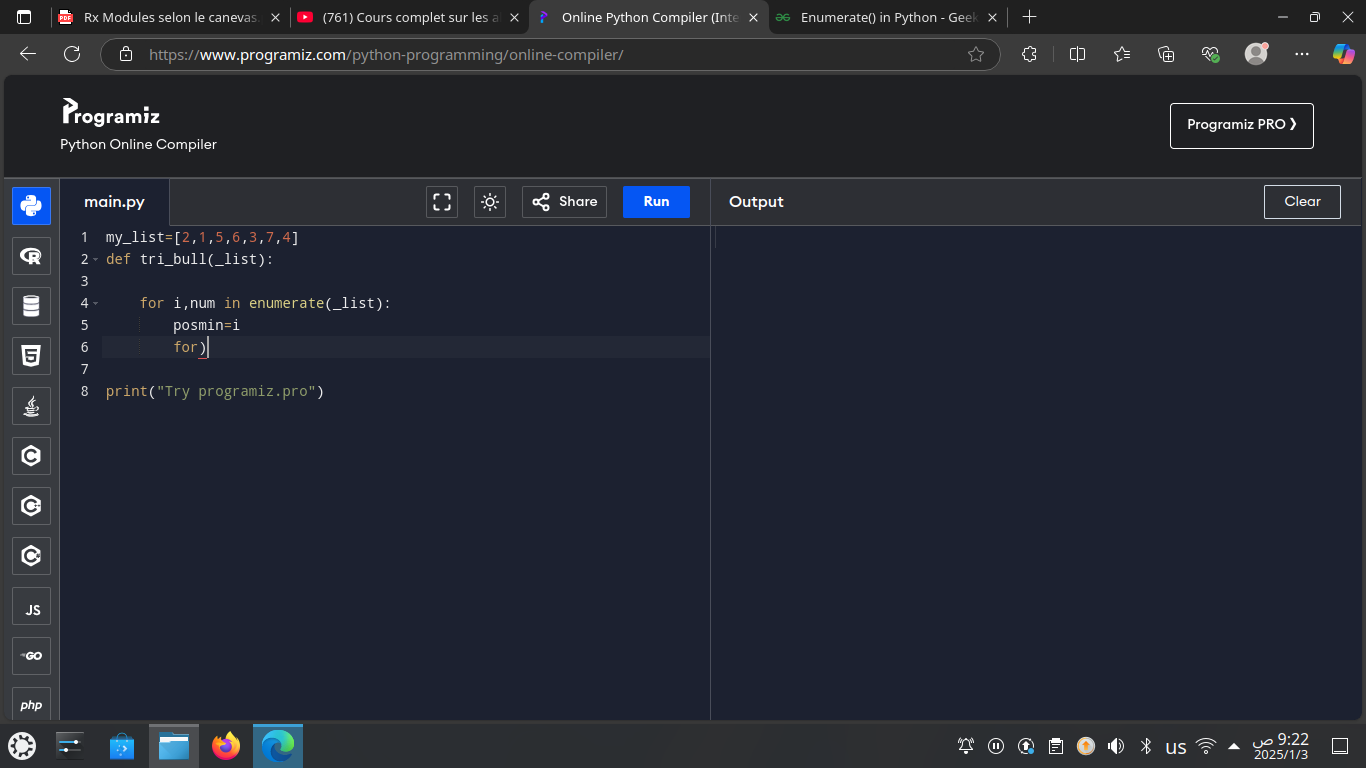 Rx Modules selon le canevas.
(761) Cours complet sur les a
Online Python Compiler (Inte
Enumerate() in Python - Geek
https://www.programiz.com/python-programming/online-compiler/
Programiz
Python Online Compiler
Programiz PRO ❯
main.py
Share
Run
Output
Clear
1 my_list=[2,1,5,6,3,7,4]
2 def tri_bull(_list):
3
4 for i,num in enumerate(_list):
5 posmin=i
6 for)
7
8 print("Try programiz.pro")
R
5
C
C
C
JS
GO
php
us
9:22 ص
2025/1/3